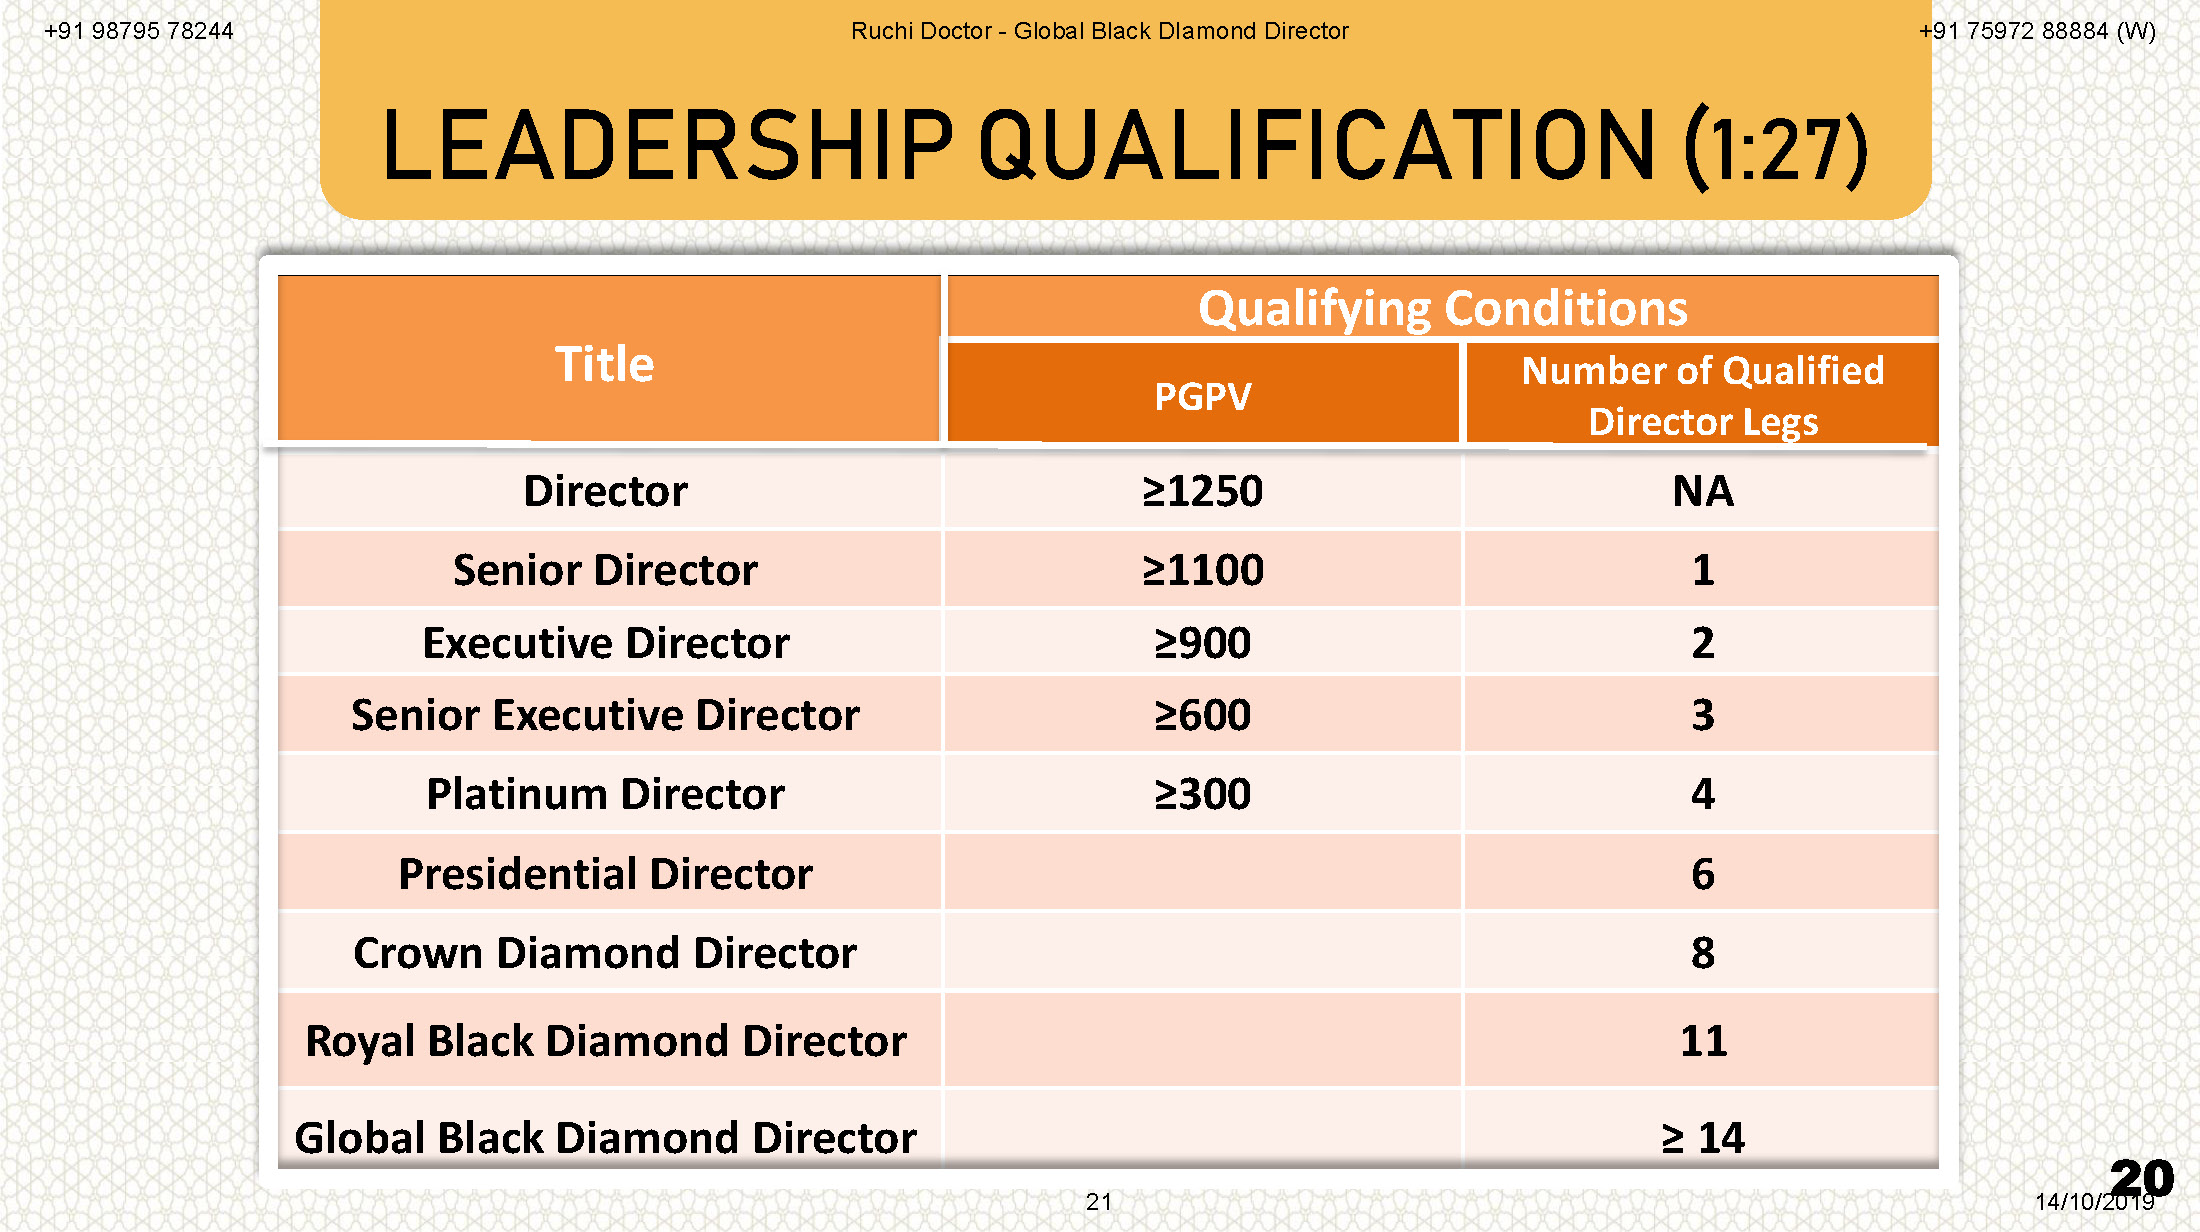 +91 98795 78244 Ruchi Doctor - Global Black DIamond Director +91 75972 88884 (W)
LEADERSHIP QUALIFICATION (1:27)
Title
Qualifying Conditions
PGPV
Number of Qualified
Director Legs
Director ≥1250 NA
Senior Director ≥1100 1
Executive Director ≥900 2
Senior Executive Director ≥600 3
Platinum Director ≥300 4
Presidential Director 6
Crown Diamond Director 8
Royal Black Diamond Director 11
Global Black Diamond Director ≥ 14
20
21 14/10/2019